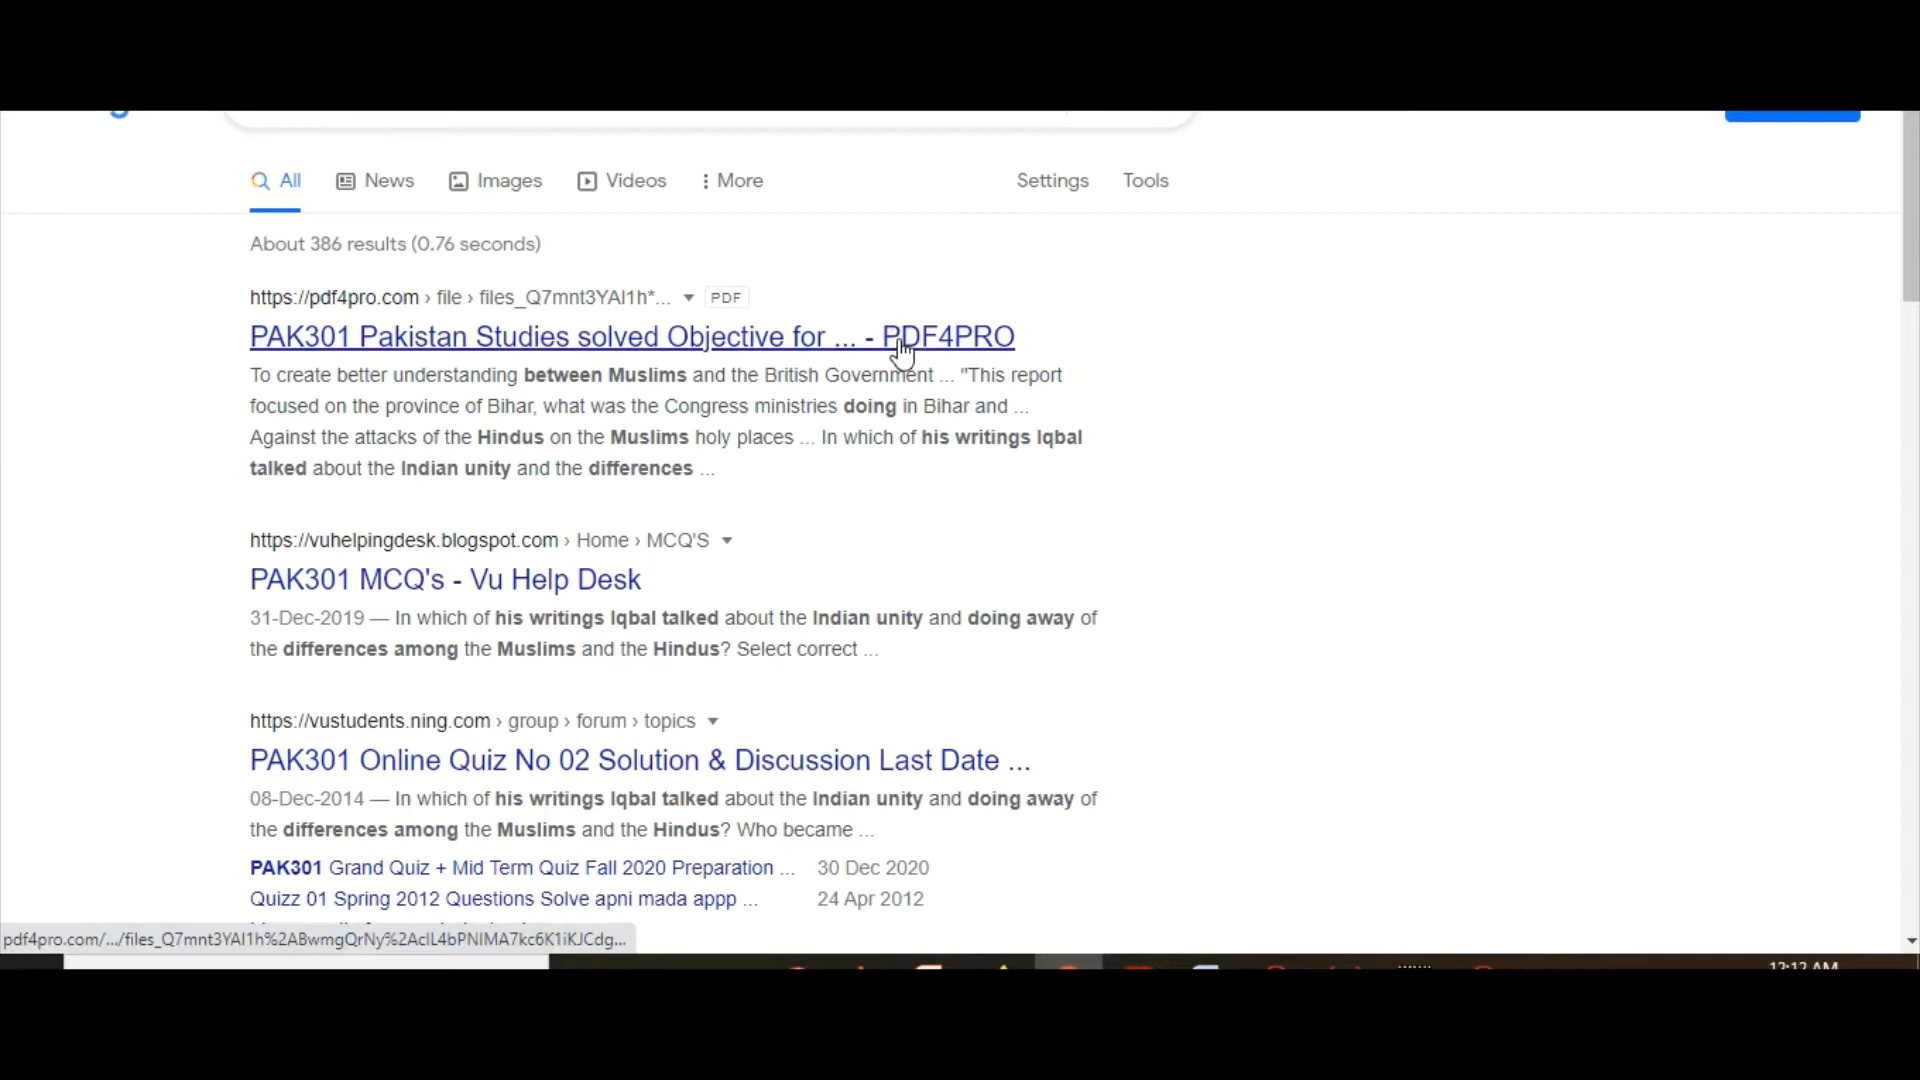 All News Images Videos More Settings Tools
About 386 results (0.76 seconds)
https://pdf4pro.com › file › files_Q7mnt3YAI1h*... PDF
PAK301 Pakistan Studies solved Objective for ... - PDF4PRO
To create better understanding between Muslims and the British Government ... "This report
focused on the province of Bihar, what was the Congress ministries doing in Bihar and ...
Against the attacks of the Hindus on the Muslims holy places ... In which of his writings Iqbal
talked about the Indian unity and the differences ...
https://vuhelpingdesk.blogspot.com › Home › MCQ'S
PAK301 MCQ's - Vu Help Desk
31-Dec-2019 — In which of his writings Iqbal talked about the Indian unity and doing away of
the differences among the Muslims and the Hindus? Select correct ...
https://vustudents.ning.com › group › forum › topics
PAK301 Online Quiz No 02 Solution & Discussion Last Date ...
08-Dec-2014 — In which of his writings Iqbal talked about the Indian unity and doing away of
the differences among the Muslims and the Hindus? Who became ...
PAK301 Grand Quiz + Mid Term Quiz Fall 2020 Preparation ... 30 Dec 2020
Quizz 01 Spring 2012 Questions Solve apni mada appp ... 24 Apr 2012
pdf4pro.com/.../files_Q7mnt3YAI1h%2ABwmgQrNy%2AclL4bPNIMA7kc6K1iKJCdg...
12:12 AM